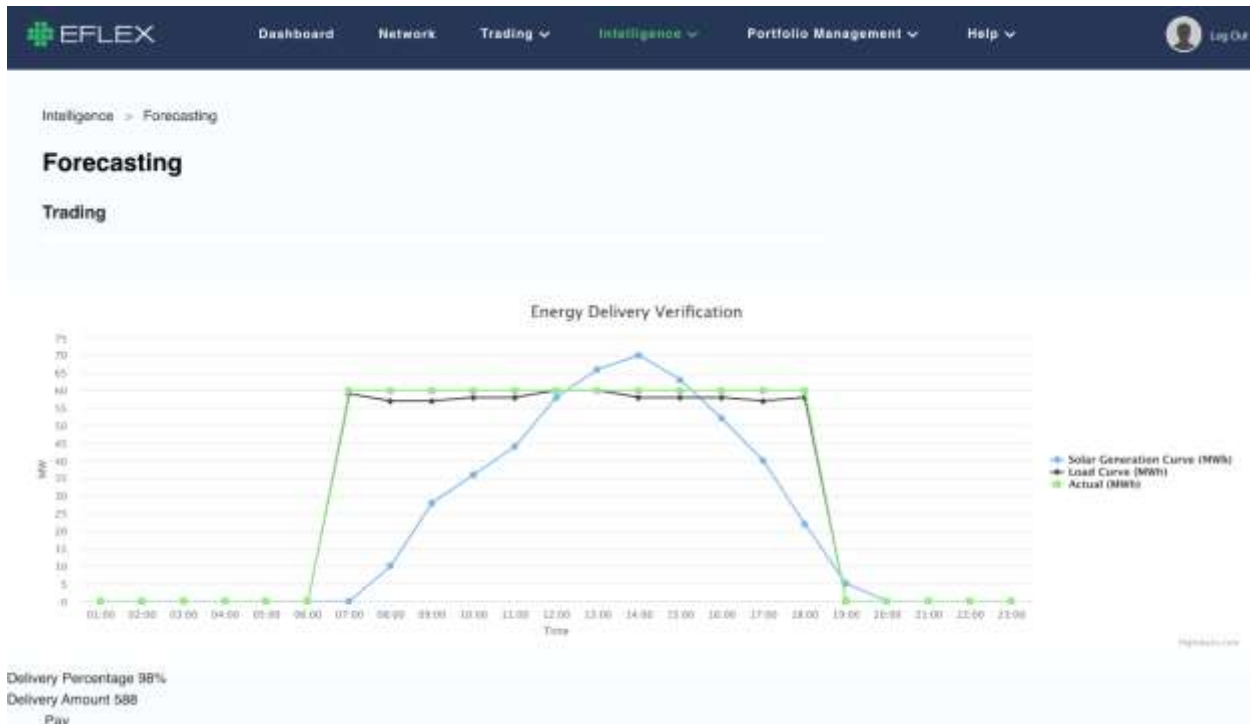 EFLEX
Dashboard Network Trading Intelligence Portfolio Management Help Log Out
Intelligence > Forecasting
Forecasting
Trading
Energy Delivery Verification
75
70
65
60
55
50
45
40
35
30
25
20
15
10
5
0
MW
Solar Generation Curve (MWh)
Load Curve (MWh)
Actual (MWh)
01:00 02:00 03:00 04:00 05:00 06:00 07:00 08:00 09:00 10:00 11:00 12:00 13:00 14:00 15:00 16:00 17:00 18:00 19:00 20:00 21:00 22:00 23:00
Time
Highcharts.com
Delivery Percentage 98%
Delivery Amount 588
Pay